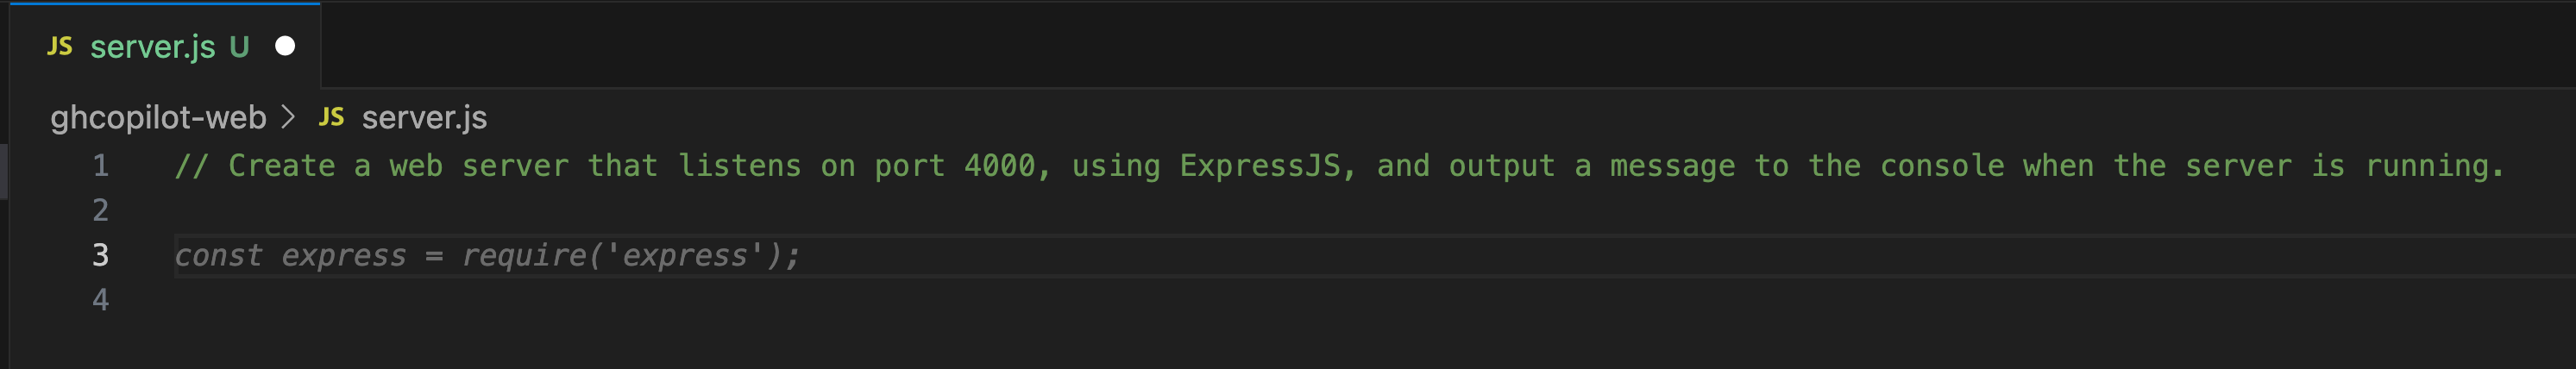 JS server.js U
ghcopilot-web > JS server.js
1 // Create a web server that listens on port 4000, using ExpressJS, and output a message to the console when the server is running.
2
3 const express = require('express');
4